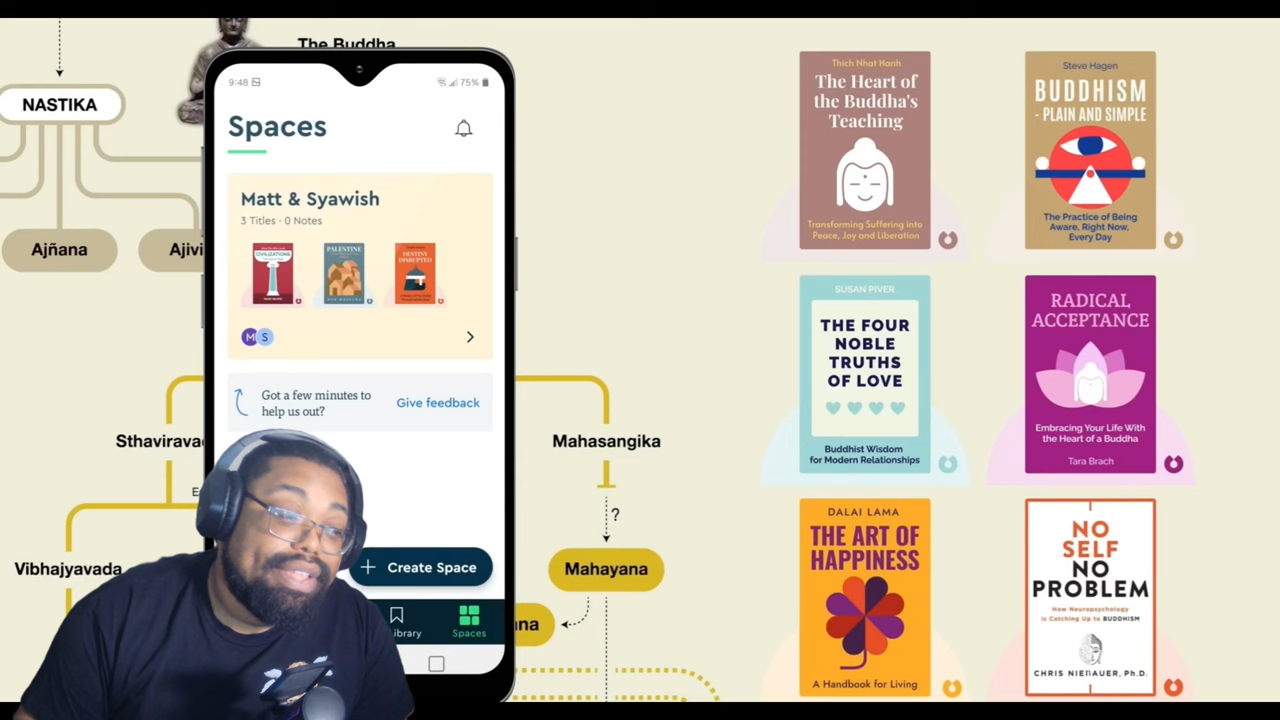 The Buddha
NASTIKA
Ajñana
Ajivi
Sthavirava
Vibhajyavada
Mahasangika
?
Mahayana
na
9:48
75%
Spaces
Matt & Syawish
3 Titles · 0 Notes
CIVILIZATIONS
PALESTINE
DESTINY
DISRUPTED
M
S
Got a few minutes to
help us out?
Give feedback
+ Create Space
ibrary
Spaces
Thich Nhat Hanh
The Heart of
the Buddha's
Teaching
Transforming Suffering into
Peace, Joy and Liberation
Steve Hagen
BUDDHISM
- PLAIN AND SIMPLE
The Practice of Being
Aware, Right Now,
Every Day
SUSAN PIVER
THE FOUR
NOBLE
TRUTHS
OF LOVE
Buddhist Wisdom
for Modern Relationships
RADICAL
ACCEPTANCE
Embracing Your Life With
the Heart of a Buddha
Tara Brach
DALAI LAMA
THE ART OF
HAPPINESS
A Handbook for Living
NO
SELF
NO
PROBLEM
How Neuropsychology
is Catching Up to BUDDHISM
CHRIS NIEBAUER, PH.D.